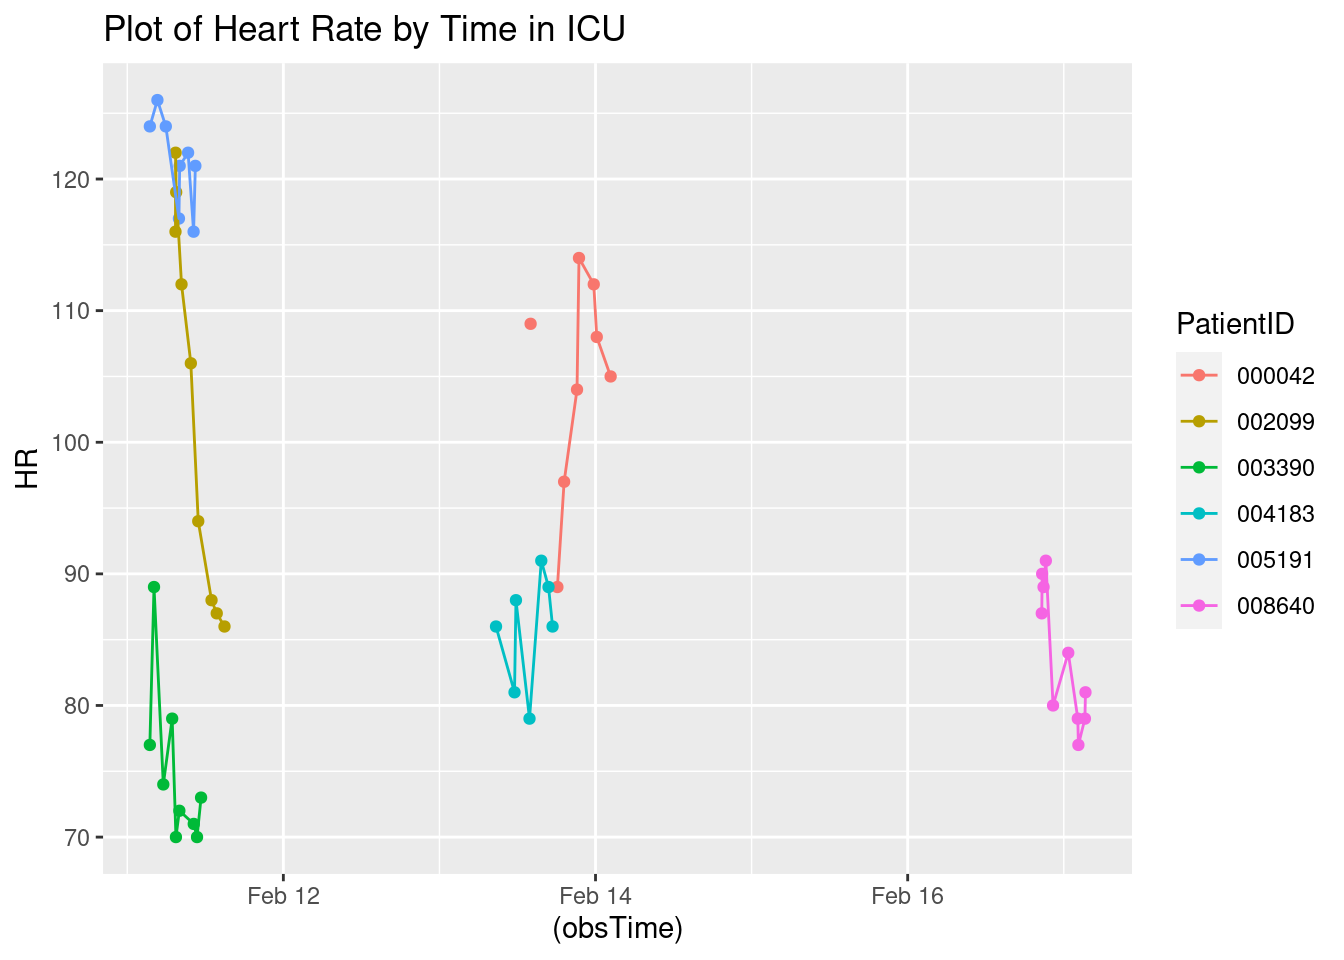 Plot of Heart Rate by Time in ICU
120
110
100
90
80
70
HR
Feb 12
Feb 14
Feb 16
(obsTime)
PatientID
000042
002099
003390
004183
005191
008640